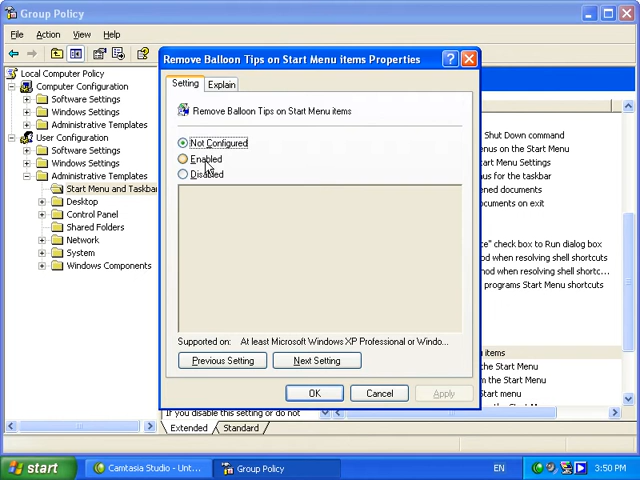 Group Policy
File Action View Help
Local Computer Policy
Computer Configuration
Software Settings
Windows Settings
Administrative Templates
User Configuration
Software Settings
Windows Settings
Administrative Templates
Start Menu and Taskba
Desktop
Control Panel
Shared Folders
Network
System
Windows Components
Remove Balloon Tips on Start Menu items Properties
Setting Explain
Remove Balloon Tips on Start Menu items
Not Configured
Enabled
Disabled
Supported on: At least Microsoft Windows XP Professional or Windo...
Previous Setting Next Setting
OK Cancel Apply
Shut Down command
enus on the Start Menu
Start Menu Settings
nus for the taskbar
ened documents
ocuments on exit
e" check box to Run dialog box
od when resolving shell shortcuts
od when resolving shell shortc...
programs Start Menu shortcuts
items
the Start Menu
m the Start Menu
rt menu
If you disable this setting or do not
Extended Standard
start
Camtasia Studio - Unt...
Group Policy
EN
3:50 PM